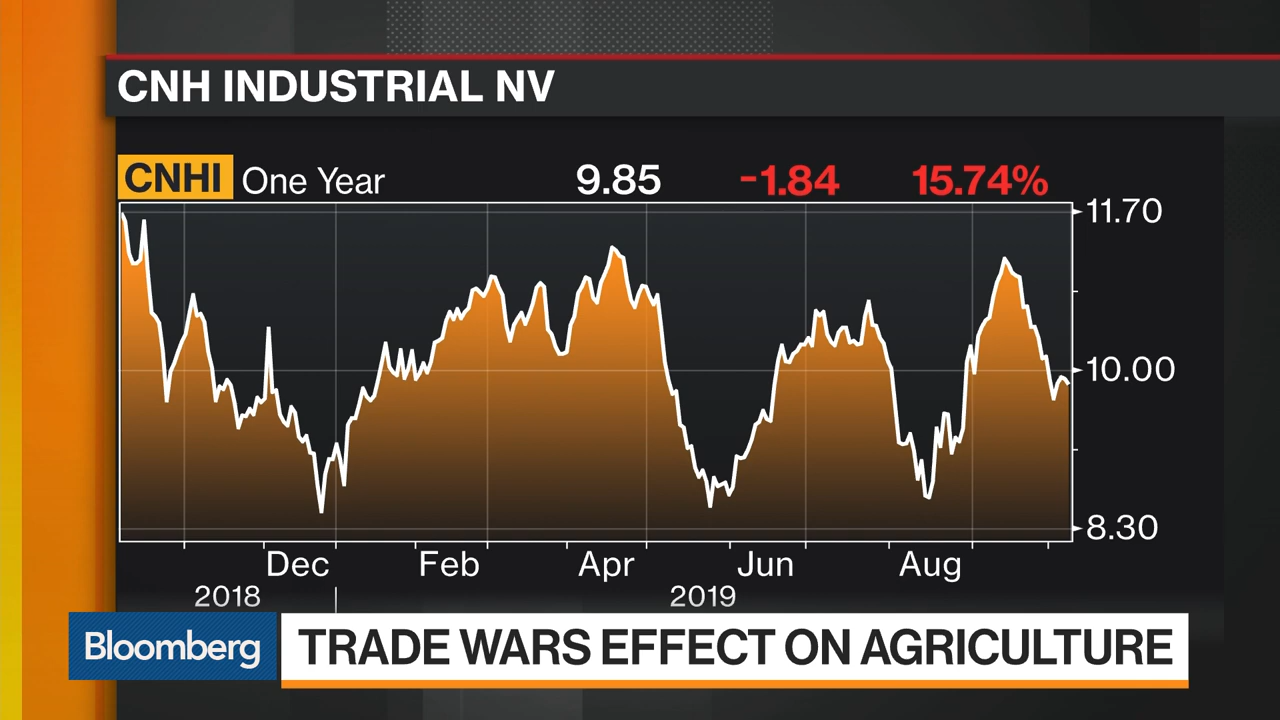 CNH INDUSTRIAL NV
CNHI One Year 9.85 -1.84 15.74%
11.70
10.00
8.30
Dec Feb Apr Jun Aug
2018 2019
Bloomberg TRADE WARS EFFECT ON AGRICULTURE